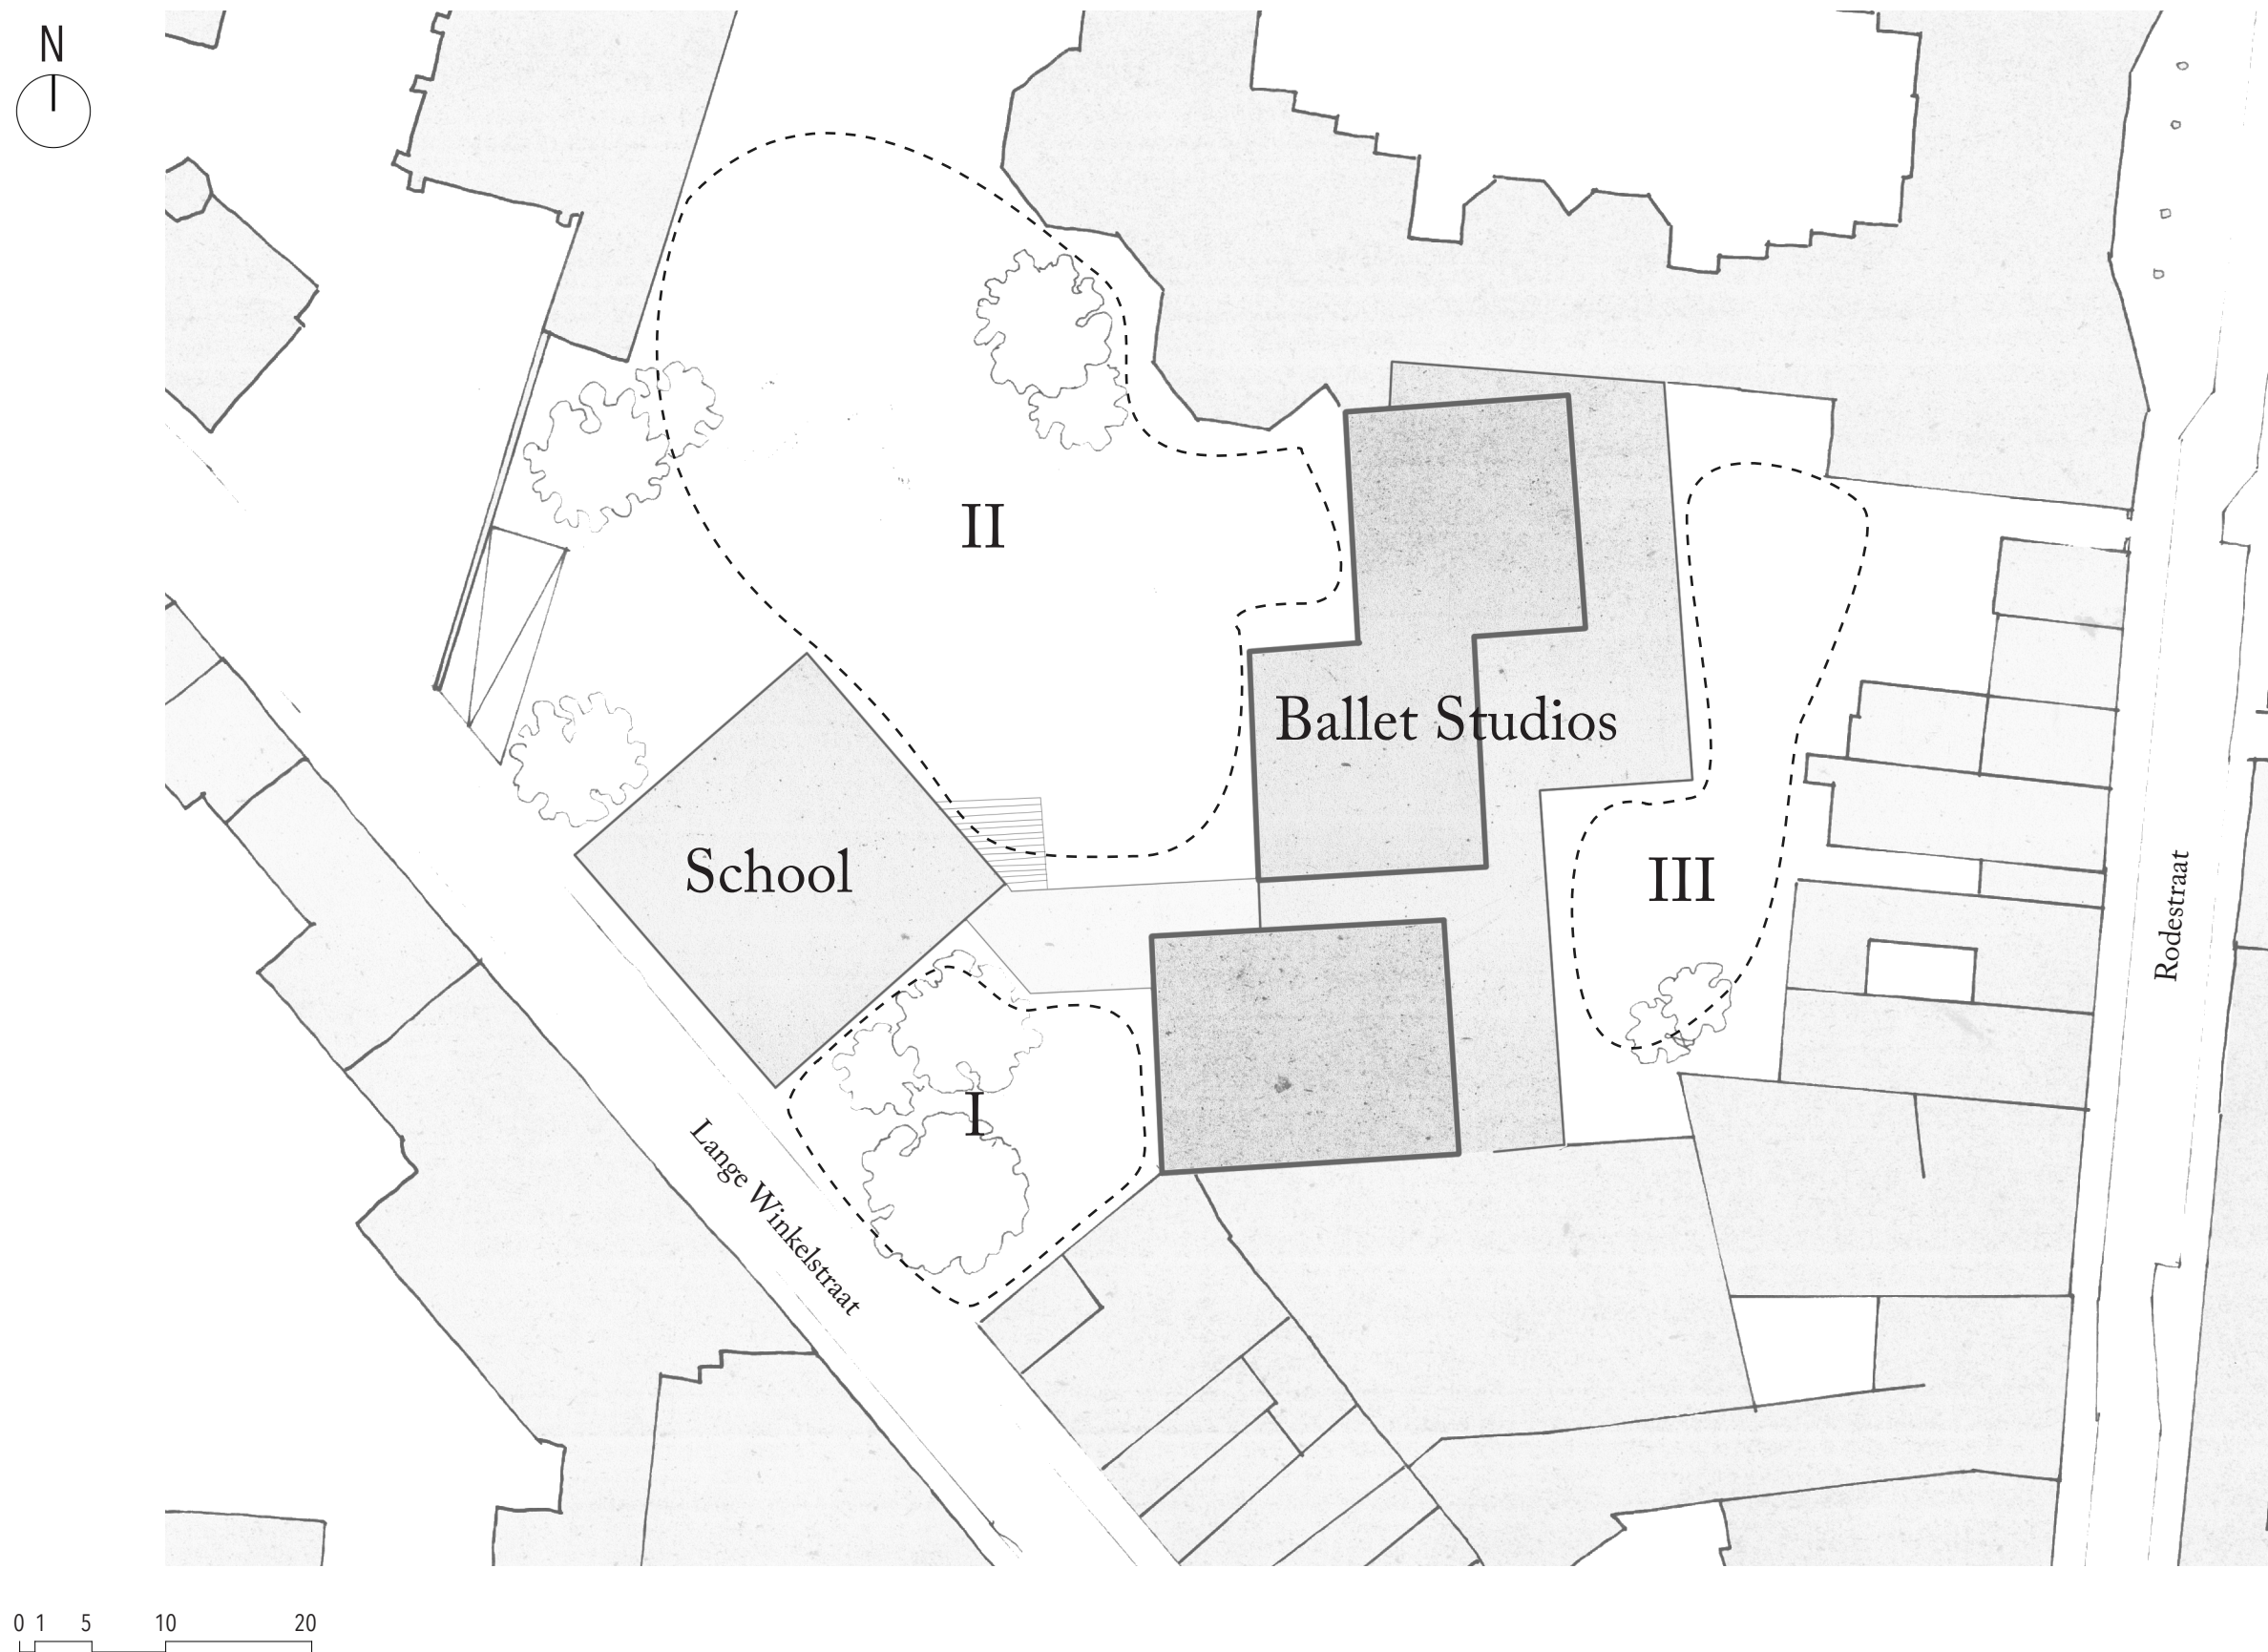 N
II
Ballet Studios
School
III
Rodestraat
I
Lange Winkelstraat
0 1 5 10 20